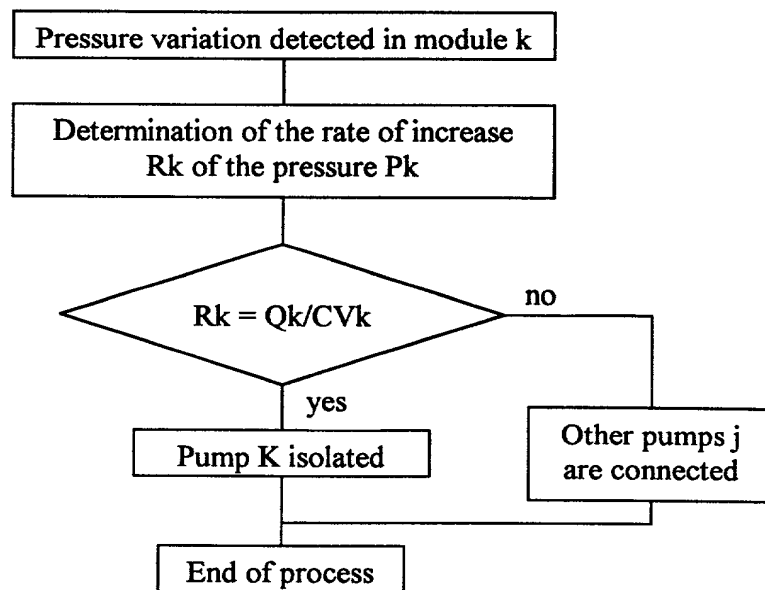 Pressure variation detected in module k
Determination of the rate of increase
Rk of the pressure Pk
Rk = Qk/CVk
no
yes
Pump K isolated
Other pumps j
are connected
End of process